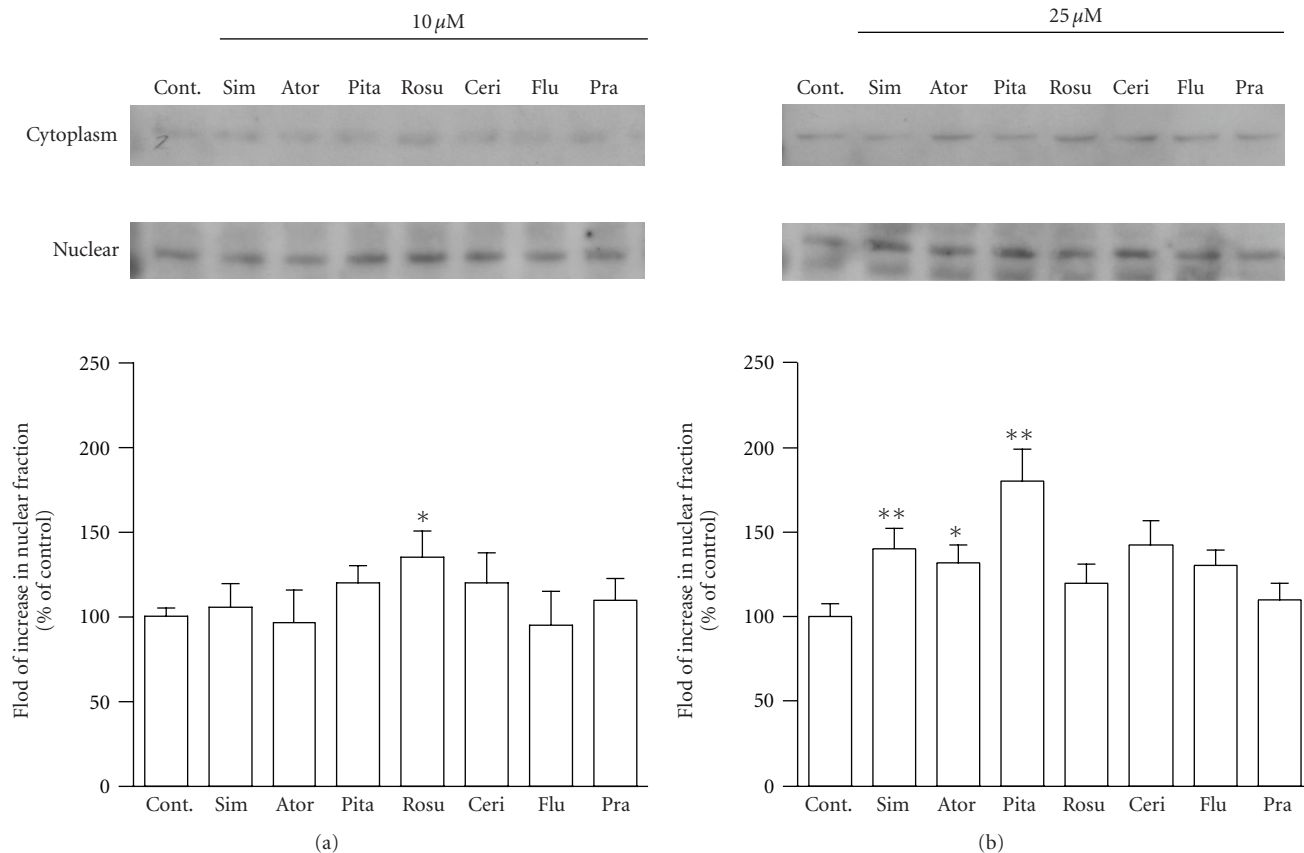 10 μM
Cont. Sim Ator Pita Rosu Ceri Flu Pra
Cytoplasm
Nuclear
250
200
150
100
50
0
Flod of increase in nuclear fraction
(% of control)
*
Cont. Sim Ator Pita Rosu Ceri Flu Pra
(a)
25 μM
Cont. Sim Ator Pita Rosu Ceri Flu Pra
250
200
150
100
50
0
Flod of increase in nuclear fraction
(% of control)
**
*
**
Cont. Sim Ator Pita Rosu Ceri Flu Pra
(b)